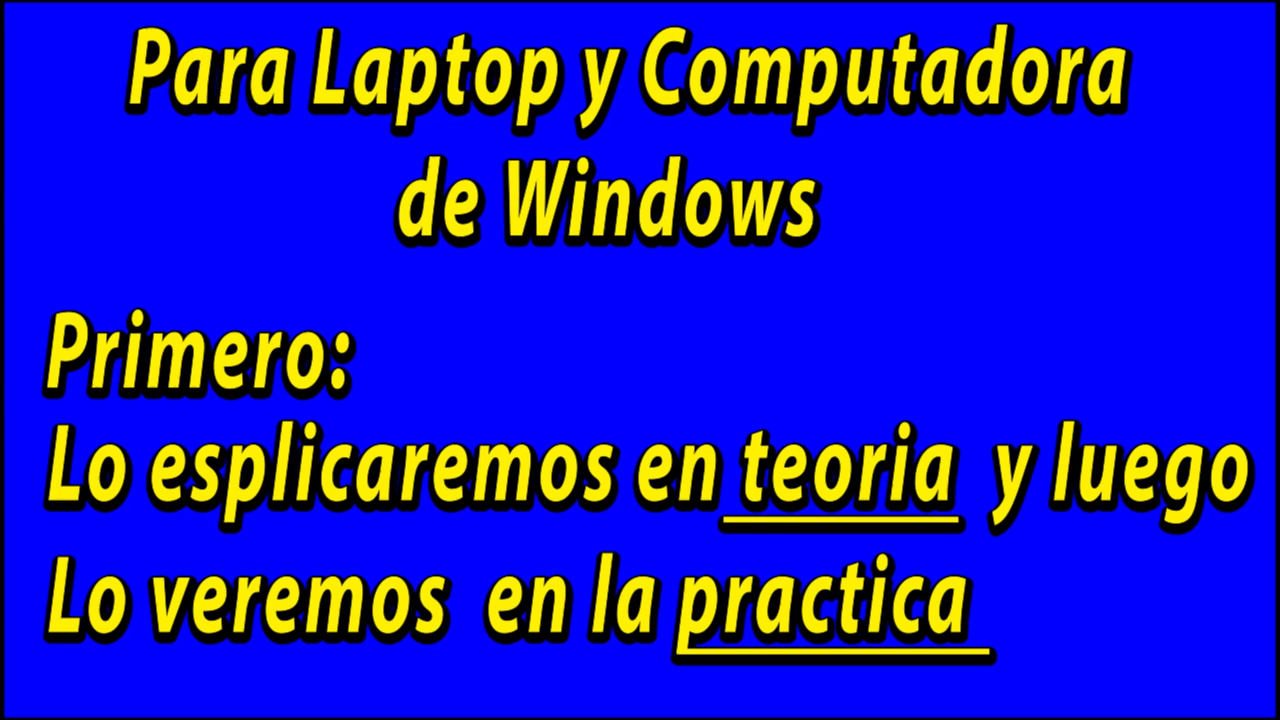 Para Laptop y Computadora
de Windows
Primero:
Lo esplicaremos en teoria y luego
Lo veremos en la practica